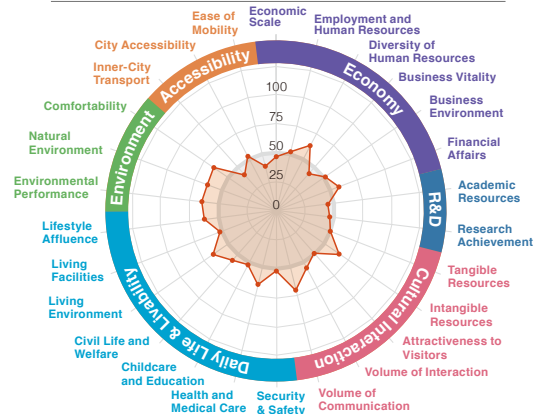 Economic
Scale
Employment and
Human Resources
Diversity of
Human Resources
Business Vitality
Business
Environment
Financial
Affairs
Academic
Resources
Research
Achievement
Tangible
Resources
Intangible
Resources
Attractiveness to
Visitors
Volume of Interaction
Volume of
Communication
Security
& Safety
Health and
Medical Care
Childcare
and Education
Civil Life and
Welfare
Living
Environment
Living
Facilities
Lifestyle
Affluence
Environmental
Performance
Natural
Environment
Comfortability
Inner-City
Transport
City Accessibility
Ease of
Mobility
Economy
R&D
Cultural Interaction
Daily Life & Livability
Environment
Accessibility
100
75
50
25
0